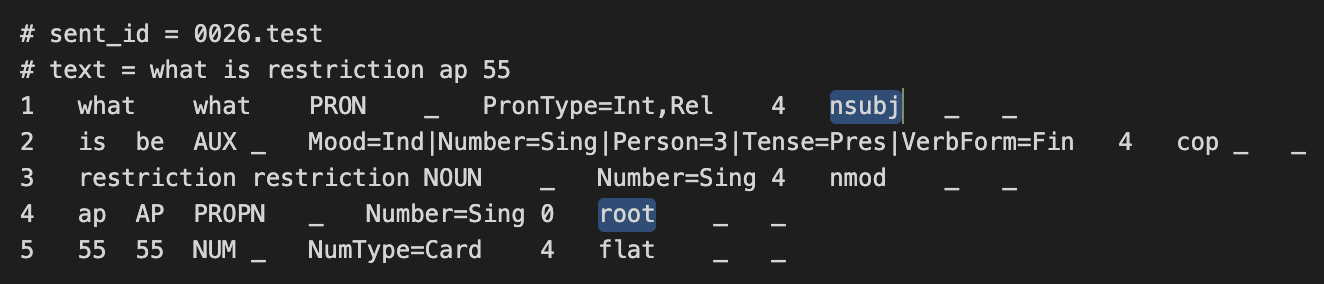 # sent_id = 0026.test
# text = what is restriction ap 55
1 what what PRON _ PronType=Int,Rel 4 nsubj _ _
2 is be AUX _ Mood=Ind|Number=Sing|Person=3|Tense=Pres|VerbForm=Fin 4 cop _ _
3 restriction restriction NOUN _ Number=Sing 4 nmod _ _
4 ap AP PROPN _ Number=Sing 0 root _ _
5 55 55 NUM _ NumType=Card 4 flat _ _